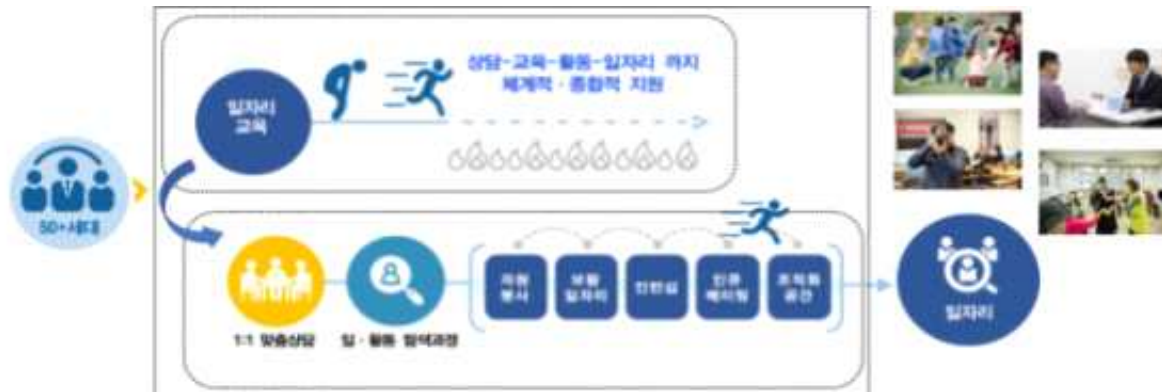 상담-교육-활동-일자리 까지
체계적·종합적 지원
일자리
교육
50+세대
자원
봉사
보람
일자리
인턴십
인큐
베이팅
조직화
공간
1:1 맞춤상담
일·활동 탐색과정
일자리